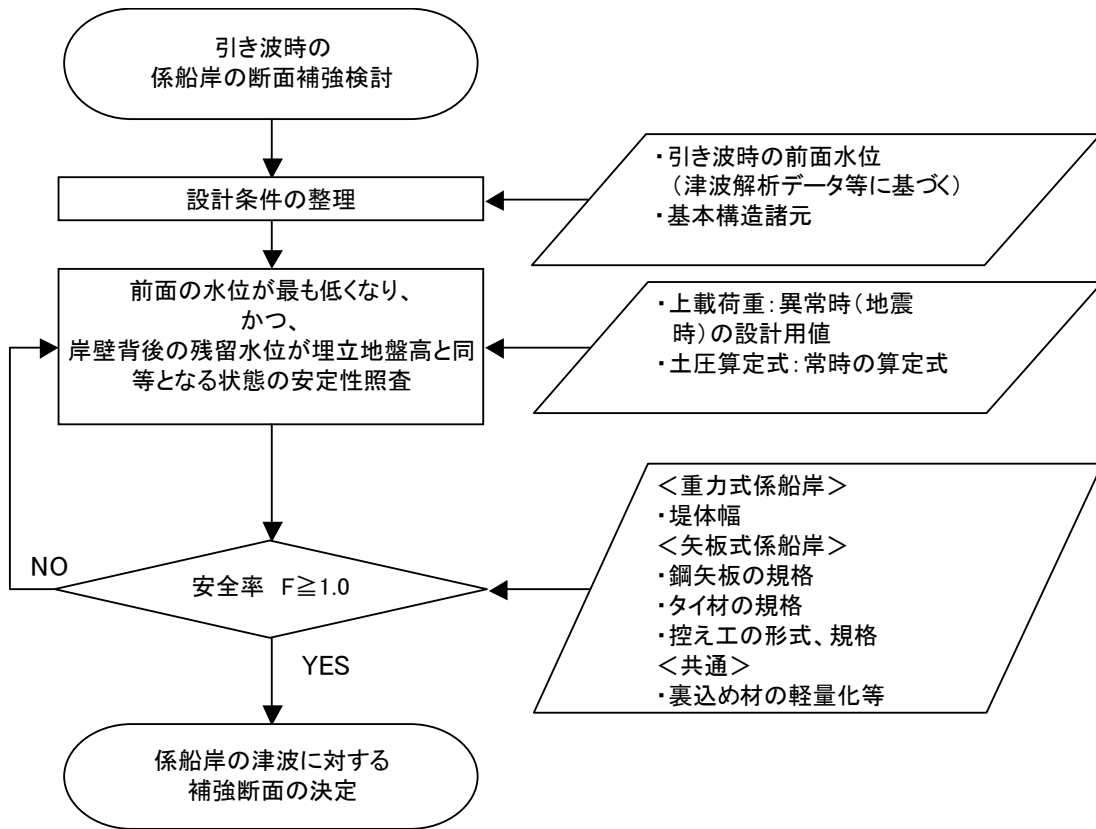 引き波時の
係船岸の断面補強検討
設計条件の整理
・引き波時の前面水位
（津波解析データ等に基づく）
・基本構造諸元
前面の水位が最も低くなり、
かつ、
岸壁背後の残留水位が埋立地盤高と同
等となる状態の安定性照査
・上載荷重：異常時（地震
時）の設計用値
・土圧算定式：常時の算定式
NO
安全率　F≧1.0
YES
＜重力式係船岸＞
・堤体幅
＜矢板式係船岸＞
・鋼矢板の規格
・タイ材の規格
・控え工の形式、規格
＜共通＞
・裏込め材の軽量化等
係船岸の津波に対する
補強断面の決定